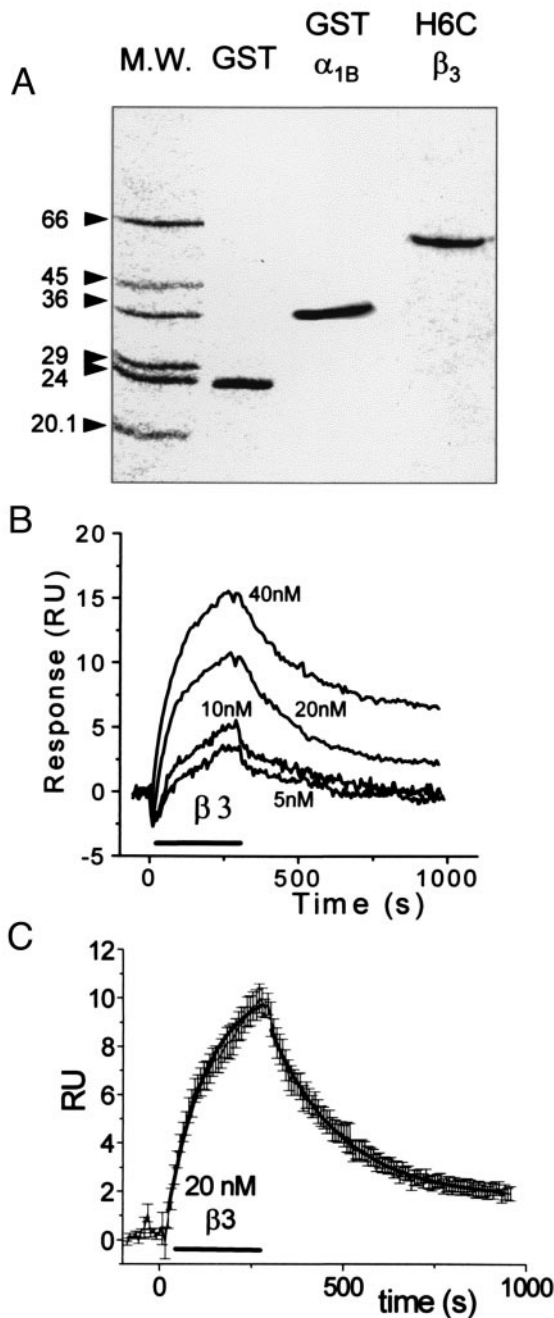 GST
H6C
M.W.
GST
α1B
β3
A
66
45
36
29
24
20.1
B
20
15
10
5
0
-5
Response (RU)
40nM
20nM
10nM
5nM
β3
0
500
1000
Time (s)
C
12
10
8
6
4
2
0
RU
20 nM
β3
0
500
1000
time (s)